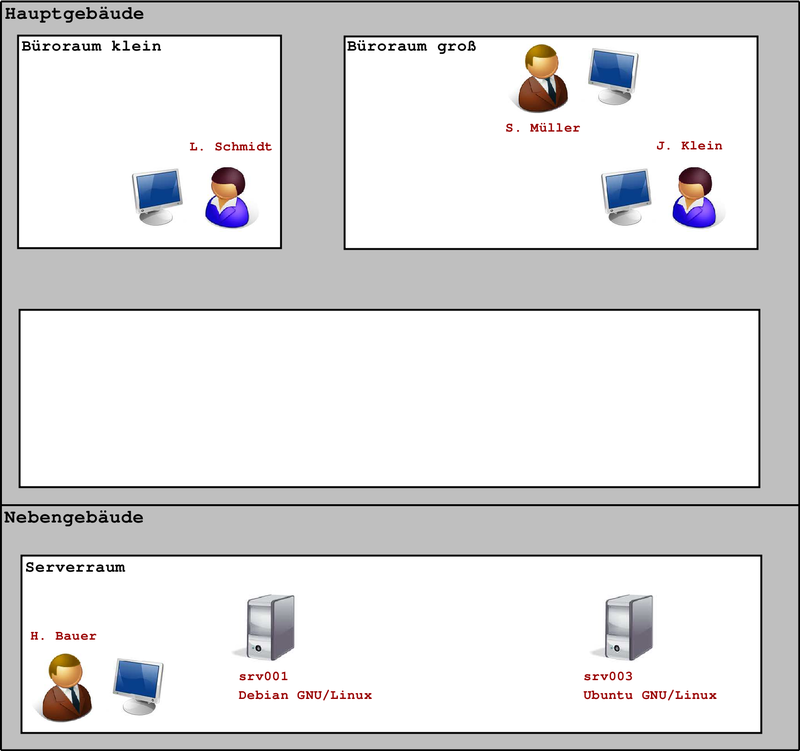 Hauptgebäude
Büroraum klein
Büroraum groß
S. Müller
L. Schmidt
J. Klein
Nebengebäude
Serverraum
H. Bauer
srv001
Debian GNU/Linux
srv003
Ubuntu GNU/Linux